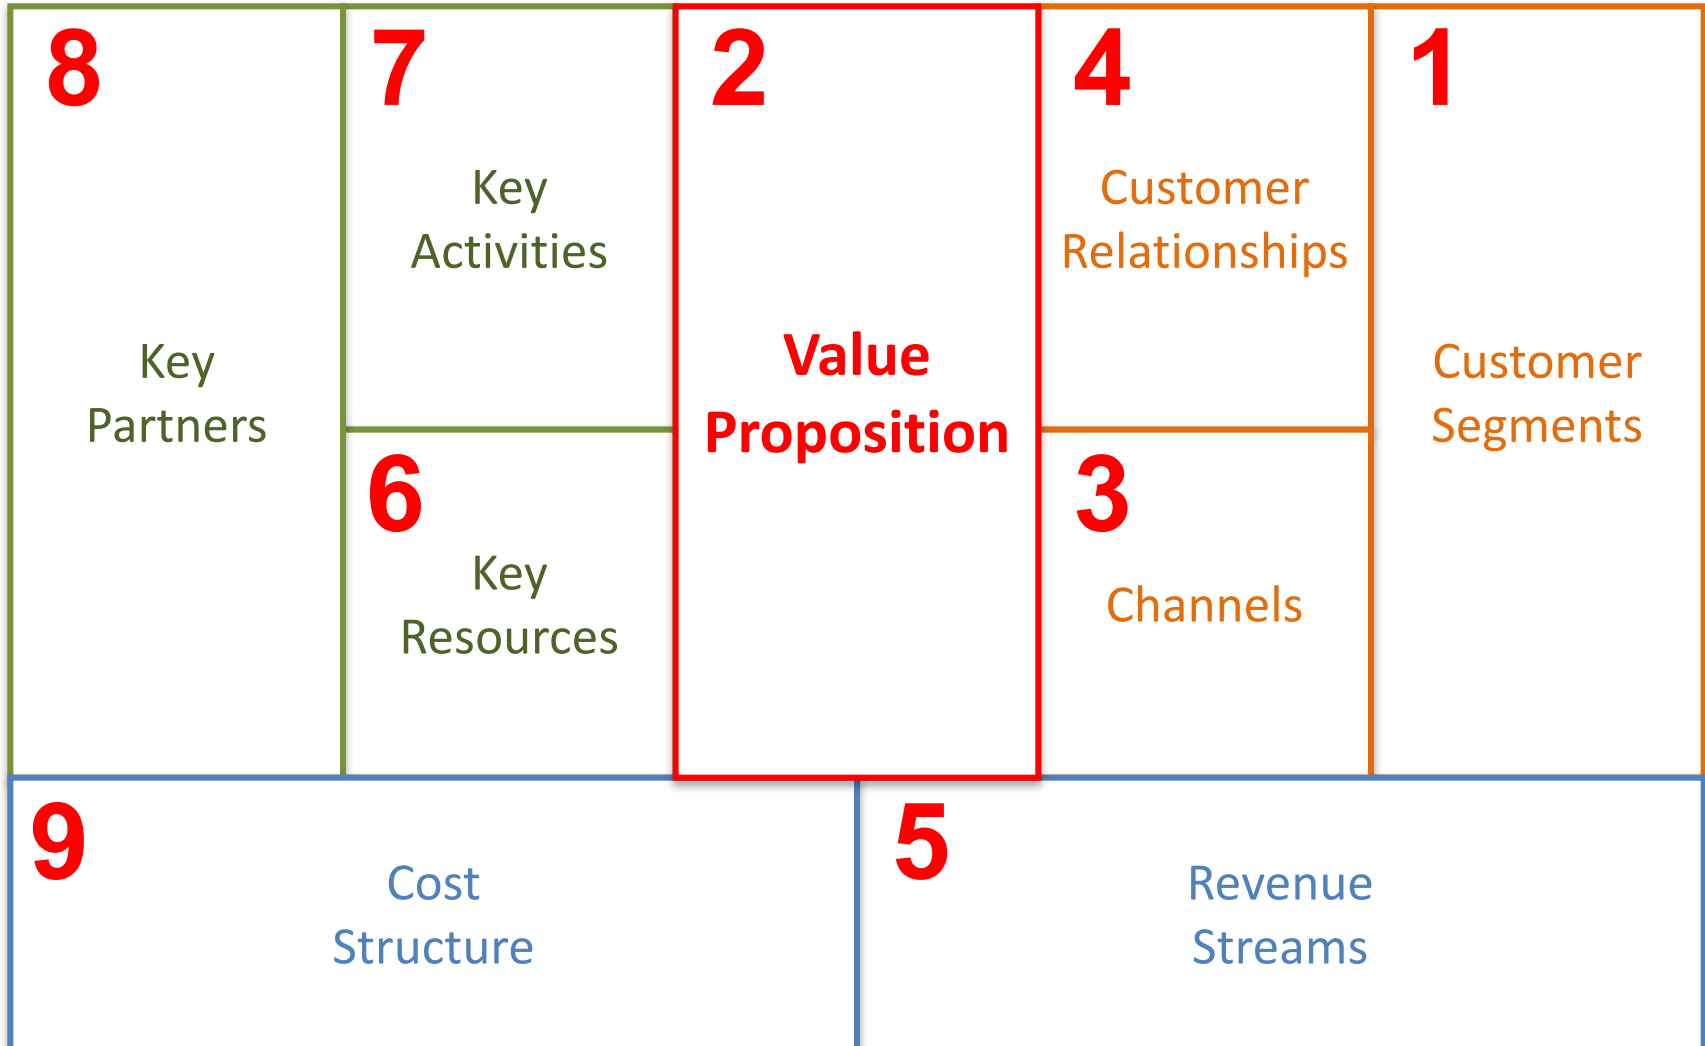 8
Key
Partners
7
Key
Activities
6
Key
Resources
2
Value
Proposition
4
Customer
Relationships
3
Channels
1
Customer
Segments
9
Cost
Structure
5
Revenue
Streams